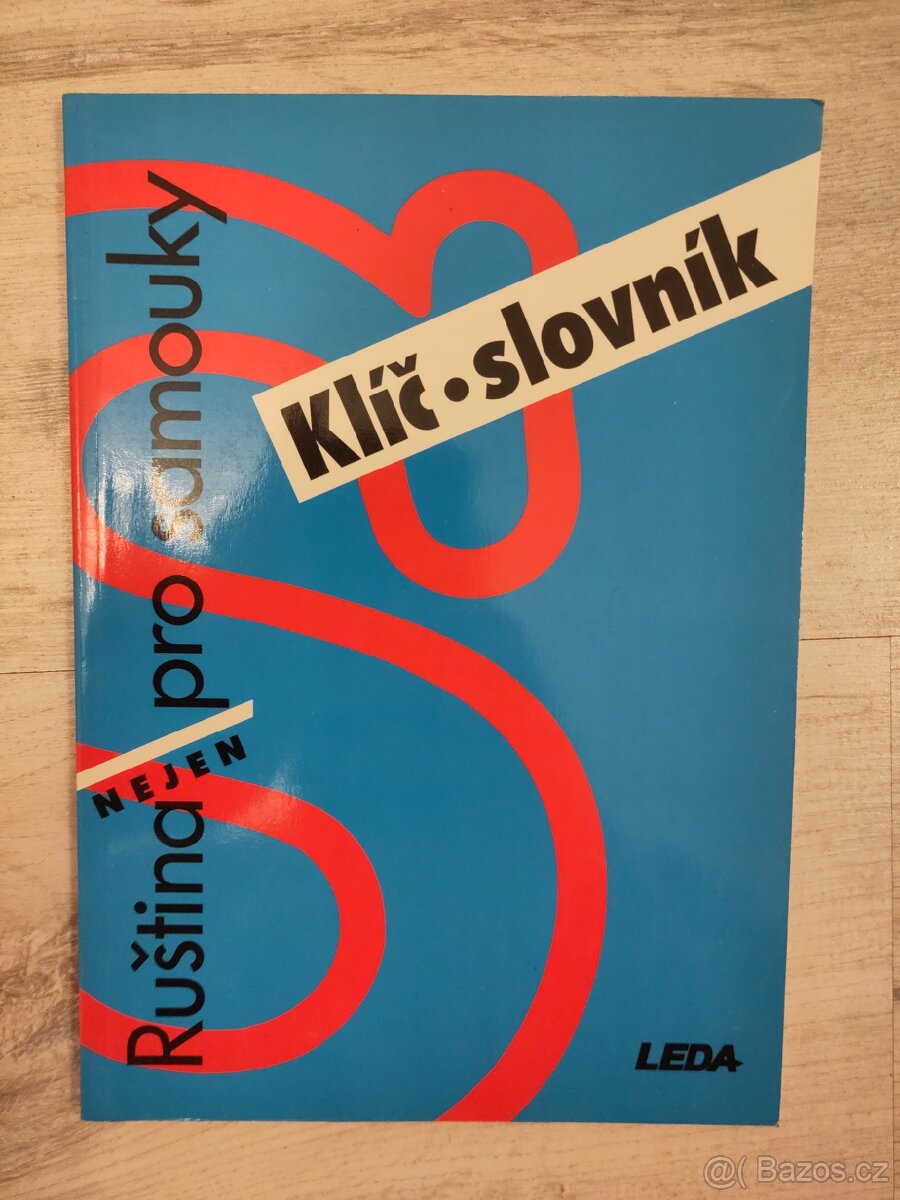 Ruština pro samouky
NEJEN
Klíč • slovník
LEDA
@( Bazos.cz